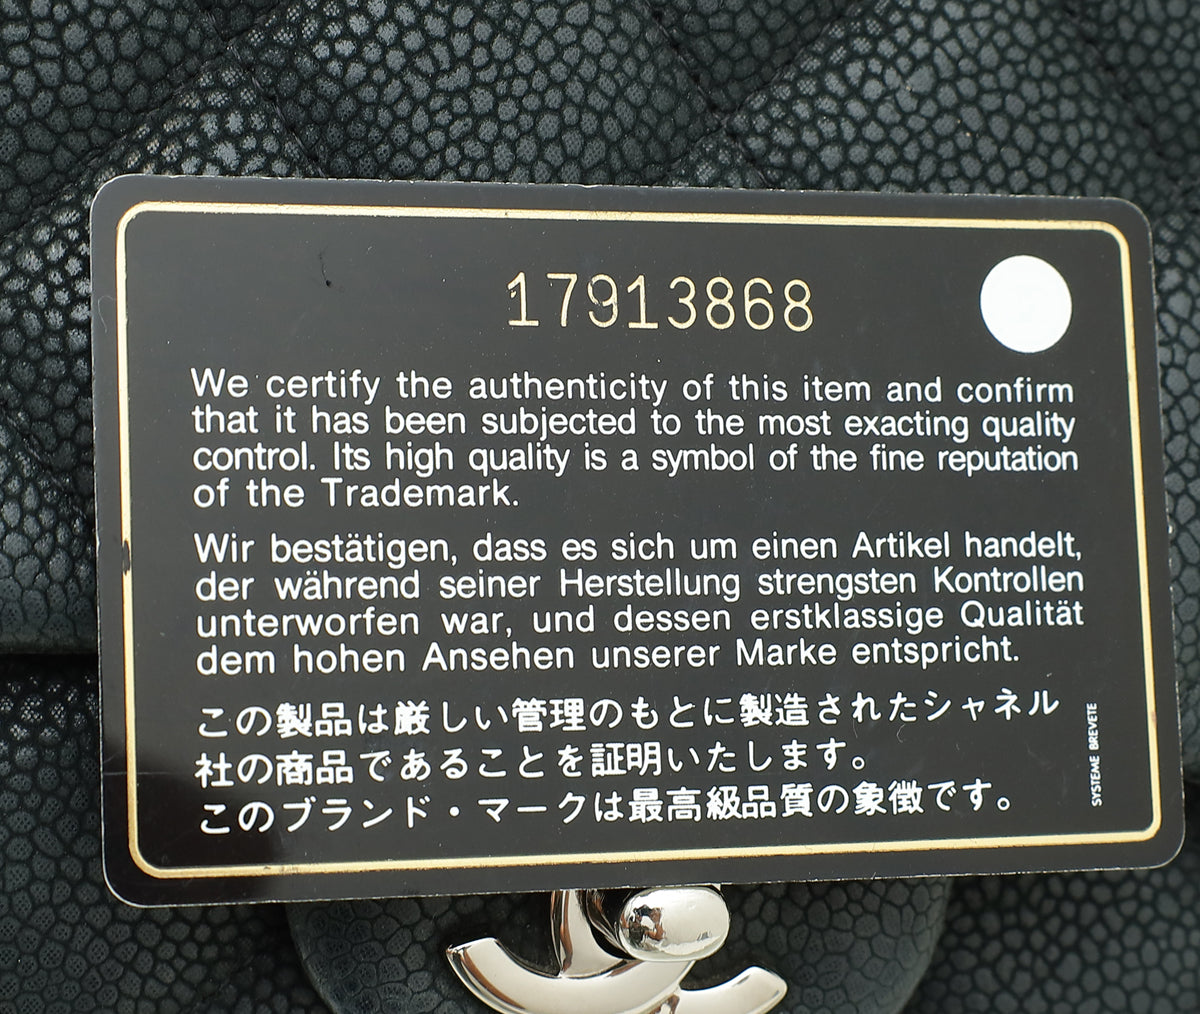 17913868
We certify the authenticity of this item and confirm
that it has been subjected to the most exacting quality
control. Its high quality is a symbol of the fine reputation
of the Trademark.
Wir bestätigen, dass es sich um einen Artikel handelt,
der während seiner Herstellung strengsten Kontrollen
unterworfen war, und dessen erstklassige Qualität
dem hohen Ansehen unserer Marke entspricht.
この製品は厳しい管理のもとに製造されたシャネル
社の商品であることを証明いたします。
このブランド・マークは最高級品質の象徴です。
SYSTEME BREVETE